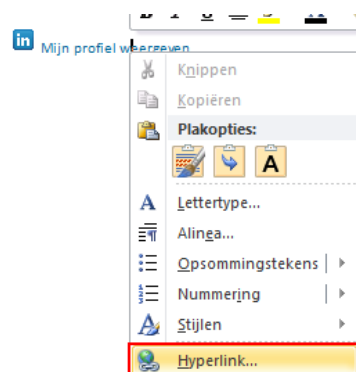 in Mijn profiel weergeven
Knippen
Kopiëren
Plakopties:
A
Lettertype...
Alinea...
Opsommingstekens
Nummering
Stijlen
Hyperlink...